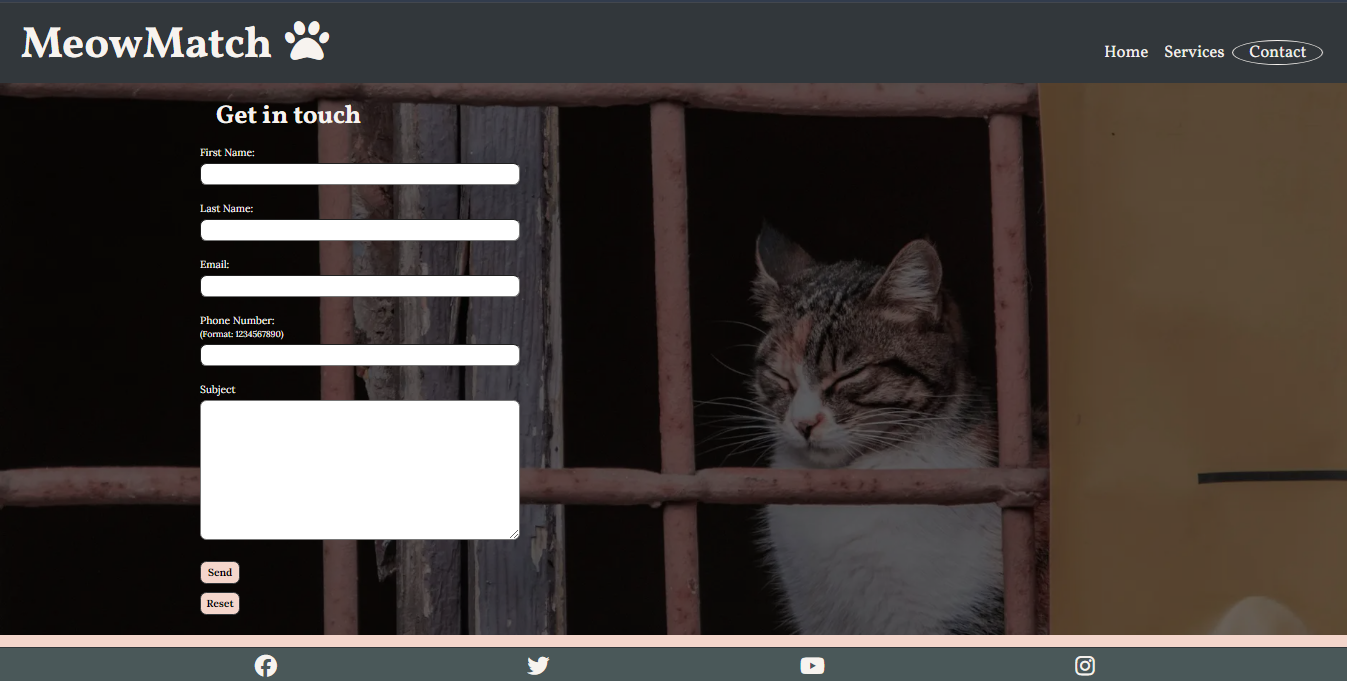 MeowMatch
Home Services Contact
Get in touch
First Name:
Last Name:
Email:
Phone Number:
(Format: 1234567890)
Subject
Send
Reset